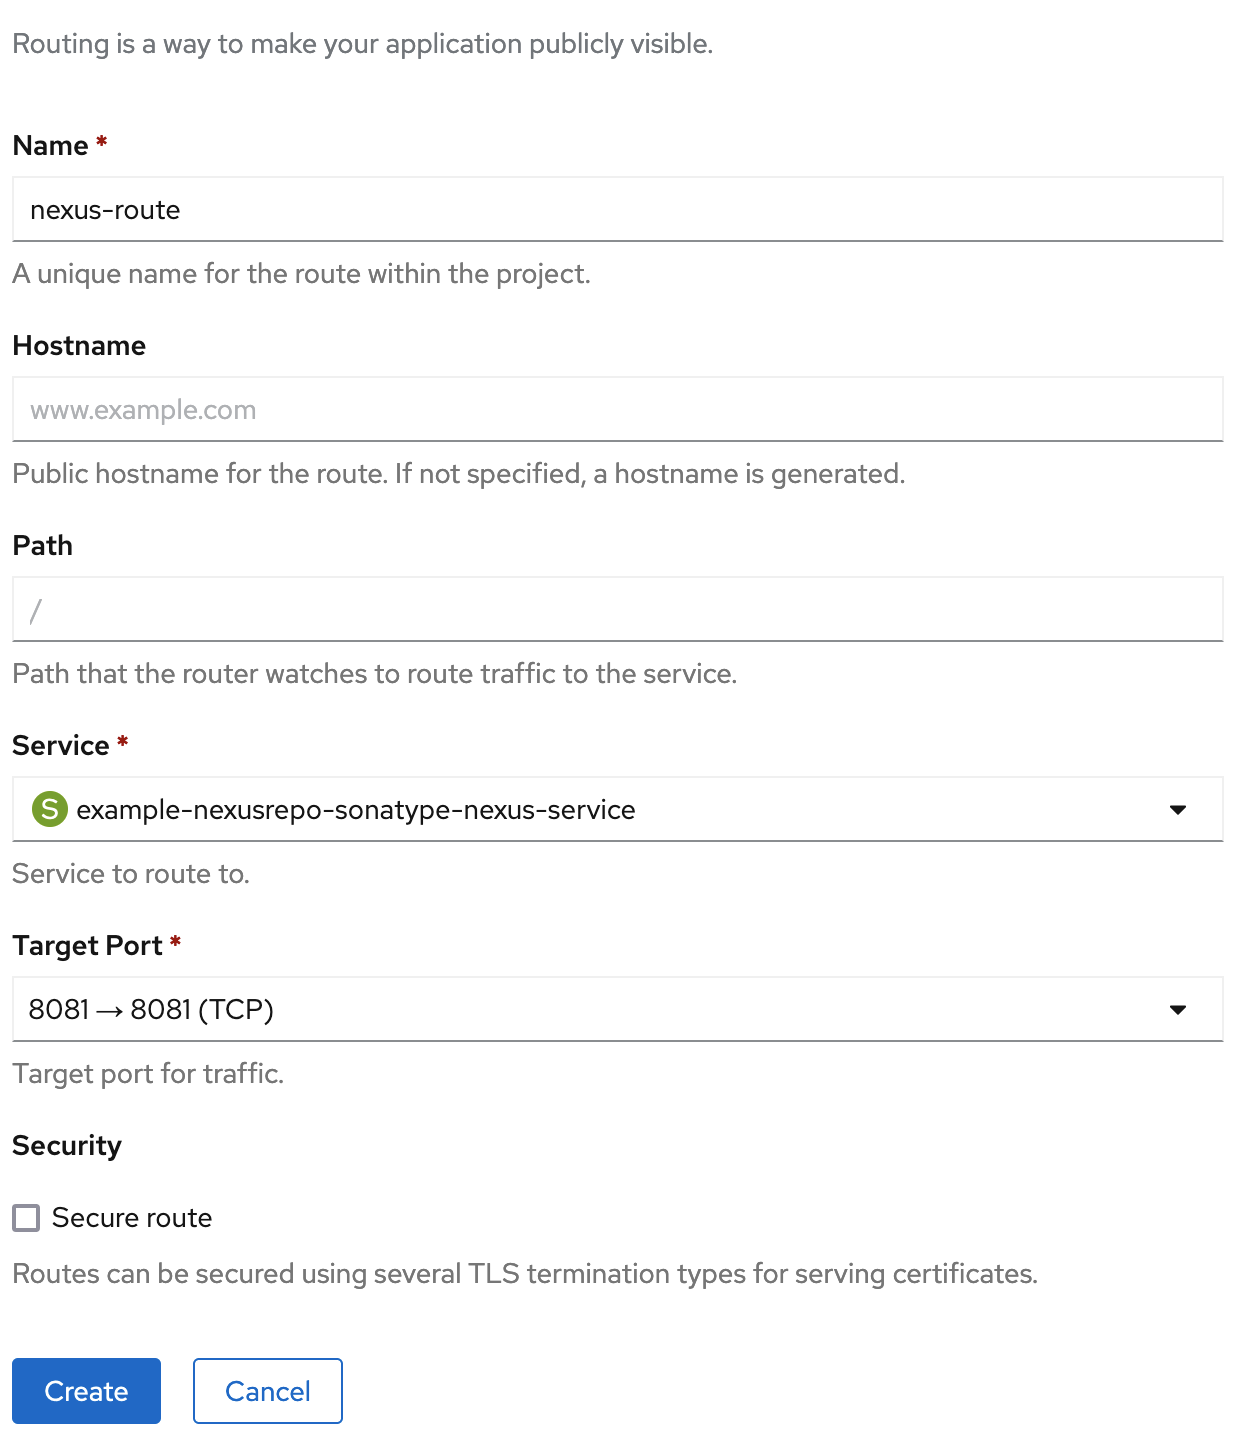 Routing is a way to make your application publicly visible.
Name *
nexus-route
A unique name for the route within the project.
Hostname
www.example.com
Public hostname for the route. If not specified, a hostname is generated.
Path
/
Path that the router watches to route traffic to the service.
Service *
S example-nexusrepo-sonatype-nexus-service
Service to route to.
Target Port *
8081 → 8081 (TCP)
Target port for traffic.
Security
Secure route
Routes can be secured using several TLS termination types for serving certificates.
Create Cancel